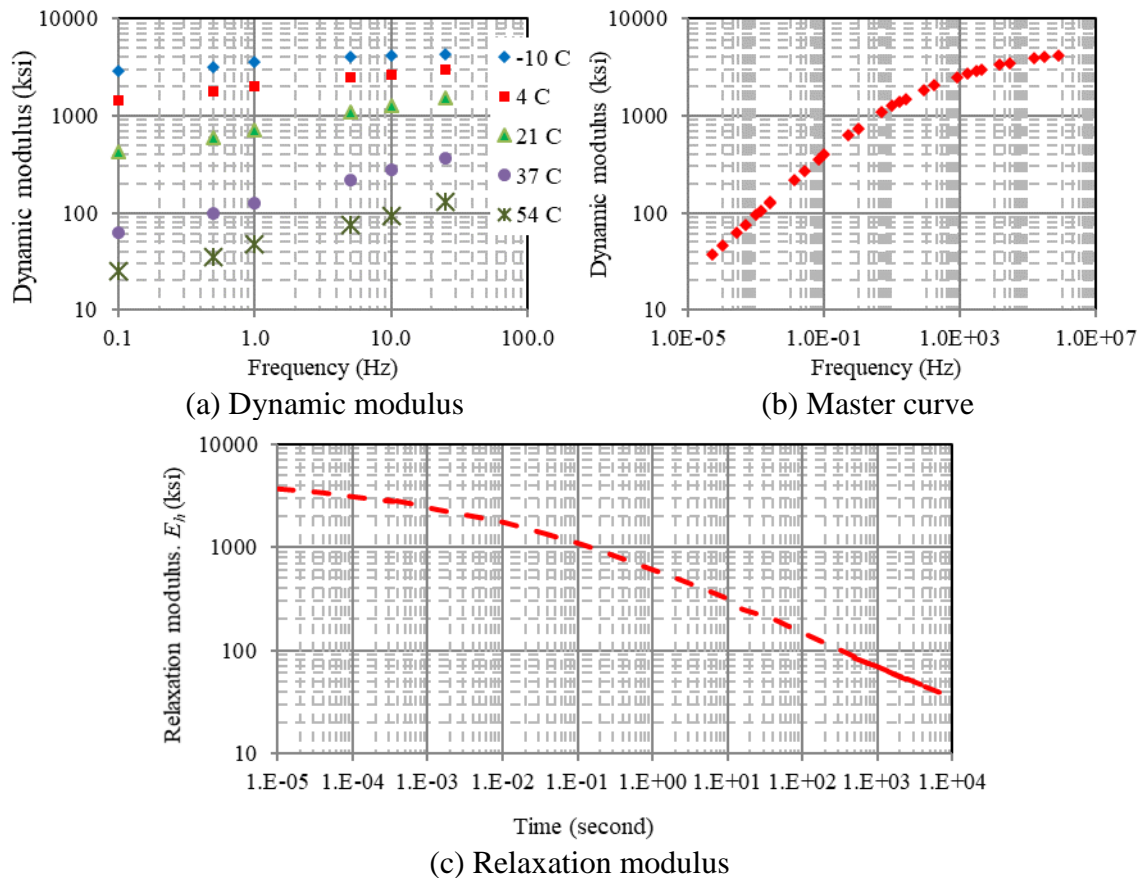 10000
1000
100
10
Dynamic modulus (ksi)
0.1
1.0
10.0
100.0
Frequency (Hz)
-10 C
4 C
21 C
37 C
54 C
(a) Dynamic modulus
10000
1000
100
10
Dynamic modulus (ksi)
1.0E-05
1.0E-01
1.0E+03
1.0E+07
Frequency (Hz)
(b) Master curve
10000
1000
100
10
Relaxation modulus. E_h (ksi)
1.E-05
1.E-04
1.E-03
1.E-02
1.E-01
1.E+00
1.E+01
1.E+02
1.E+03
1.E+04
Time (second)
(c) Relaxation modulus